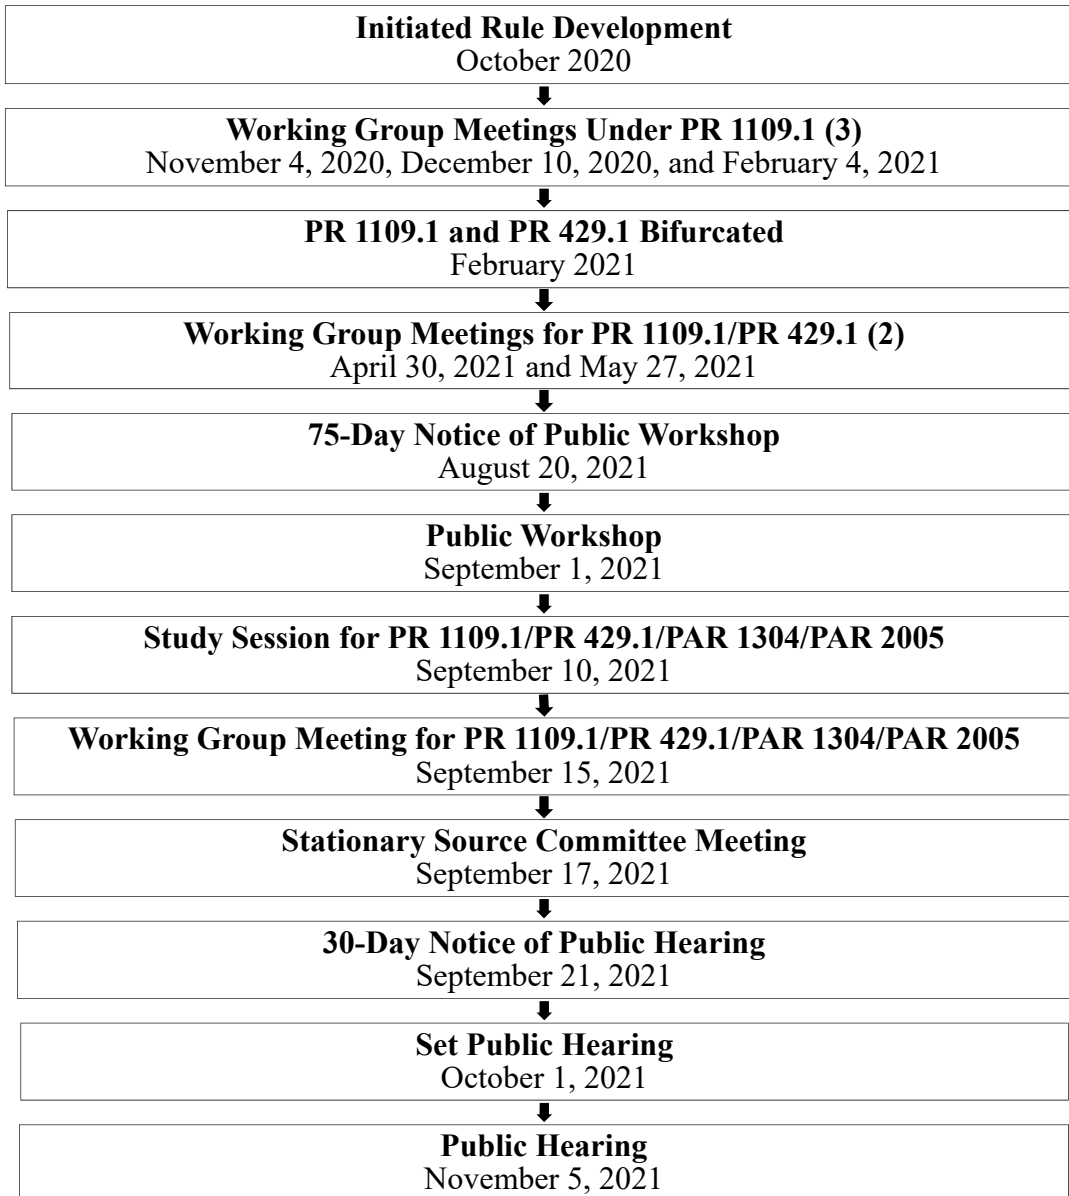 Initiated Rule Development
October 2020
Working Group Meetings Under PR 1109.1 (3)
November 4, 2020, December 10, 2020, and February 4, 2021
PR 1109.1 and PR 429.1 Bifurcated
February 2021
Working Group Meetings for PR 1109.1/PR 429.1 (2)
April 30, 2021 and May 27, 2021
75-Day Notice of Public Workshop
August 20, 2021
Public Workshop
September 1, 2021
Study Session for PR 1109.1/PR 429.1/PAR 1304/PAR 2005
September 10, 2021
Working Group Meeting for PR 1109.1/PR 429.1/PAR 1304/PAR 2005
September 15, 2021
Stationary Source Committee Meeting
September 17, 2021
30-Day Notice of Public Hearing
September 21, 2021
Set Public Hearing
October 1, 2021
Public Hearing
November 5, 2021